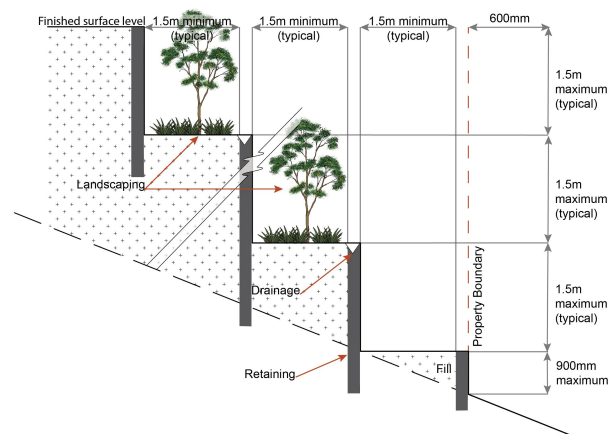 Finished surface level
1.5m minimum
(typical)
1.5m minimum
(typical)
1.5m minimum
(typical)
600mm
1.5m
maximum
(typical)
Landscaping
1.5m
maximum
(typical)
Drainage
Property Boundary
1.5m
maximum
(typical)
Retaining
Fill
900mm
maximum